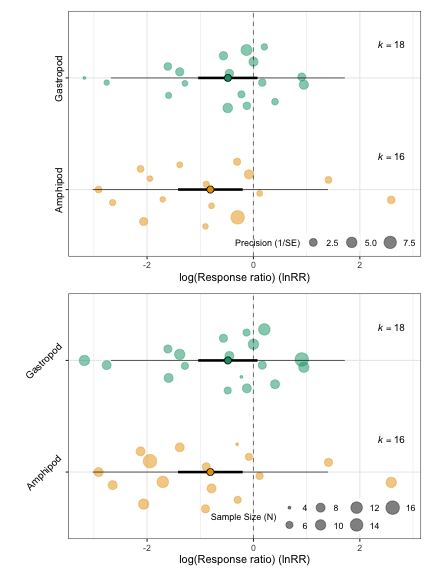 k = 18
Gastropod
k = 16
Amphipod
Precision (1/SE) 2.5 5.0 7.5
-2 0 2
log(Response ratio) (lnRR)
k = 18
Gastropod
k = 16
Amphipod
4 8 12 16
Sample Size (N)
6 10 14
-2 0 2
log(Response ratio) (lnRR)